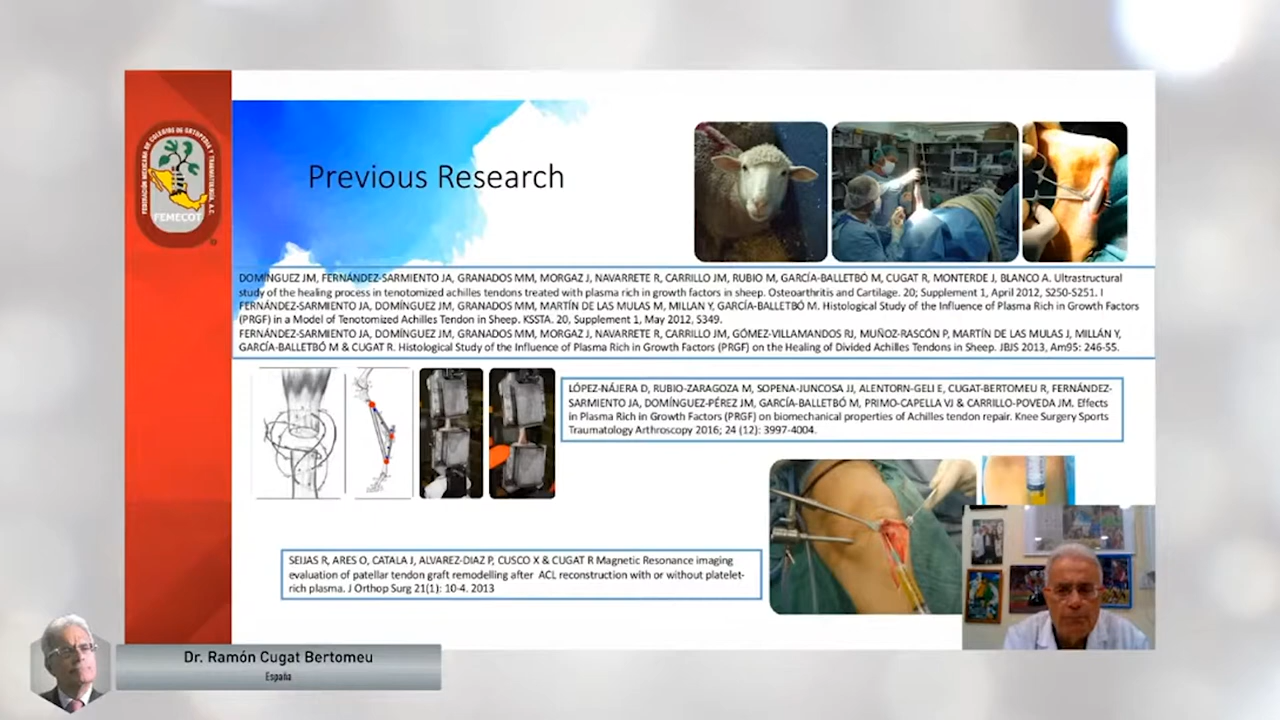 FEDERACIÓN MEXICANA DE COLEGIOS DE ORTOPEDIA Y TRAUMATOLOGÍA, A.C.
FEMECOT
®
Previous Research
DOMÍNGUEZ JM, FERNÁNDEZ-SARMIENTO JA, GRANADOS MM, MORGAZ J, NAVARRETE R, CARRILLO JM, RUBIO M, GARCÍA-BALLETBÓ M, CUGAT R, MONTERDE J, BLANCO A. Ultrastructural
study of the healing process in tenotomized achilles tendons treated with plasma rich in growth factors in sheep. Osteoarthritis and Cartilage. 20; Supplement 1, April 2012, S250-S251. I
FERNÁNDEZ-SARMIENTO JA, DOMÍNGUEZ JM, GRANADOS MM, MARTÍN DE LAS MULAS M, MILLAN Y, GARCÍA-BALLETBÓ M. Histological Study of the Influence of Plasma Rich in Growth Factors
(PRGF) in a Model of Tenotomized Achilles Tendon in Sheep. KSSTA. 20, Supplement 1, May 2012, S349.
FERNÁNDEZ-SARMIENTO JA, DOMÍNGUEZ JM, GRANADOS MM, MORGAZ J, NAVARRETE R, CARRILLO JM, GÓMEZ-VILLAMANDOS RJ, MUÑOZ-RASCÓN P, MARTÍN DE LAS MULAS J, MILLÁN Y,
GARCÍA-BALLETBÓ M & CUGAT R. Histological Study of the Influence of Plasma Rich in Growth Factors (PRGF) on the Healing of Divided Achilles Tendons in Sheep. JBJS 2013, Am95: 246-55.
LÓPEZ-NÁJERA D, RUBIO-ZARAGOZA M, SOPENA-JUNCOSA JJ, ALENTORN-GELI E, CUGAT-BERTOMEU R, FERNÁNDEZ-
SARMIENTO JA, DOMÍNGUEZ-PÉREZ JM, GARCÍA-BALLETBÓ M, PRIMO-CAPELLA VJ & CARRILLO-POVEDA JM. Effects
in Plasma Rich in Growth Factors (PRGF) on biomechanical properties of Achilles tendon repair. Knee Surgery Sports
Traumatology Arthroscopy 2016; 24 (12): 3997-4004.
SEIJAS R, ARES O, CATALA J, ALVAREZ-DIAZ P, CUSCO X & CUGAT R Magnetic Resonance imaging
evaluation of patellar tendon graft remodelling after ACL reconstruction with or without platelet-
rich plasma. J Orthop Surg 21(1): 10-4. 2013
Dr. Ramón Cugat Bertomeu
España